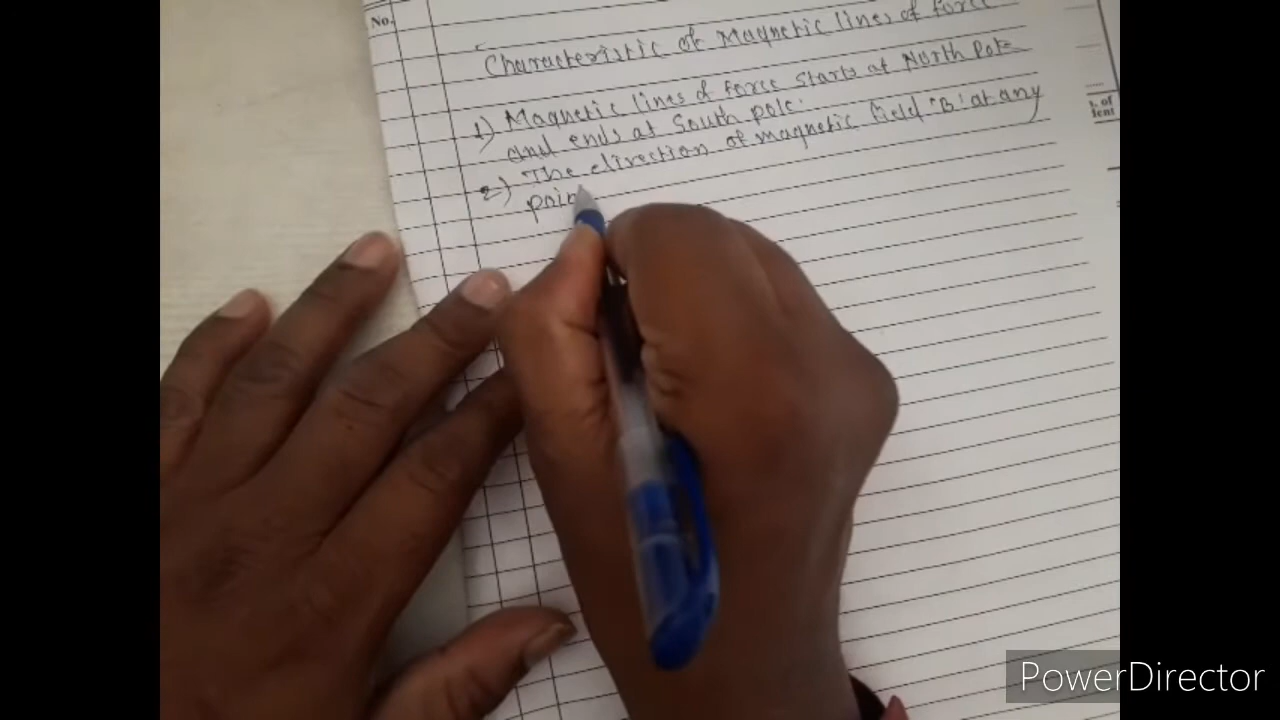 No.
Characteristic of Magnetic lines of force
1) Magnetic lines of force starts at North pole
and ends at south pole.
2) The direction of magnetic field 'B' at any
poin
PowerDirector